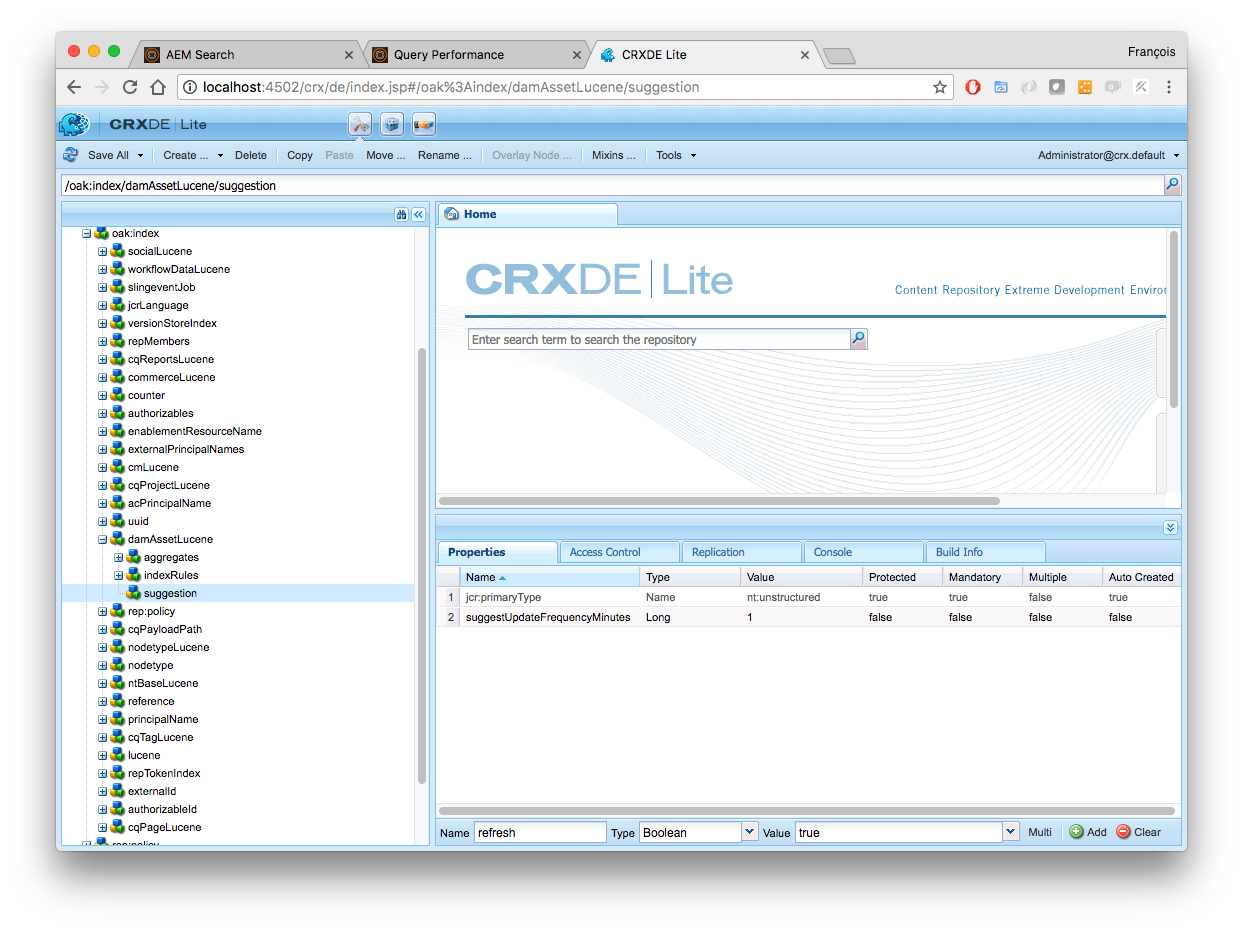 AEM Search
Query Performance
CRXDE Lite
François
localhost:4502/crx/de/index.jsp#/oak%3Aindex/damAssetLucene/suggestion
CRXDE | Lite
Save All Create ... Delete Copy Paste Move ... Rename ... Overlay Node ... Mixins ... Tools Administrator@crx.default
/oak:index/damAssetLucene/suggestion
oak:index
socialLucene
workflowDataLucene
slingeventJob
jcrLanguage
versionStoreIndex
repMembers
cqReportsLucene
commerceLucene
counter
authorizables
enablementResourceName
externalPrincipalNames
cmLucene
cqProjectLucene
acPrincipalName
uuid
damAssetLucene
aggregates
indexRules
suggestion
rep:policy
cqPayloadPath
nodetypeLucene
nodetype
ntBaseLucene
reference
principalName
cqTagLucene
lucene
repTokenIndex
externalId
authorizableId
cqPageLucene
rep:policy
Home
CRXDE | Lite
Content Repository Extreme Development Enviro
Enter search term to search the repository
Properties Access Control Replication Console Build Info
Name Type Value Protected Mandatory Multiple Auto Created
1 jcr:primaryType Name nt:unstructured true true false true
2 suggestUpdateFrequencyMinutes Long 1 false false false false
Name refresh Type Boolean Value true Multi Add Clear